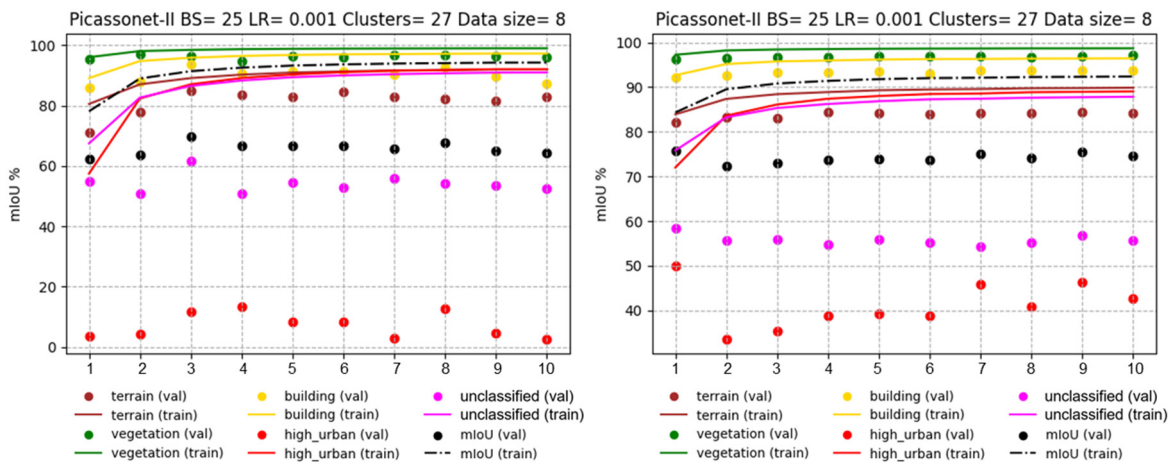 Picassonet-II BS= 25 LR= 0.001 Clusters= 27 Data size= 8
mIoU %
100
80
60
40
20
0
1 2 3 4 5 6 7 8 9 10
terrain (val) building (val) unclassified (val)
terrain (train) building (train) unclassified (train)
vegetation (val) high_urban (val) mIoU (val)
vegetation (train) high_urban (train) mIoU (train)
Picassonet-II BS= 25 LR= 0.001 Clusters= 27 Data size= 8
mIoU %
100
90
80
70
60
50
40
1 2 3 4 5 6 7 8 9 10
terrain (val) building (val) unclassified (val)
terrain (train) building (train) unclassified (train)
vegetation (val) high_urban (val) mIoU (val)
vegetation (train) high_urban (train) mIoU (train)